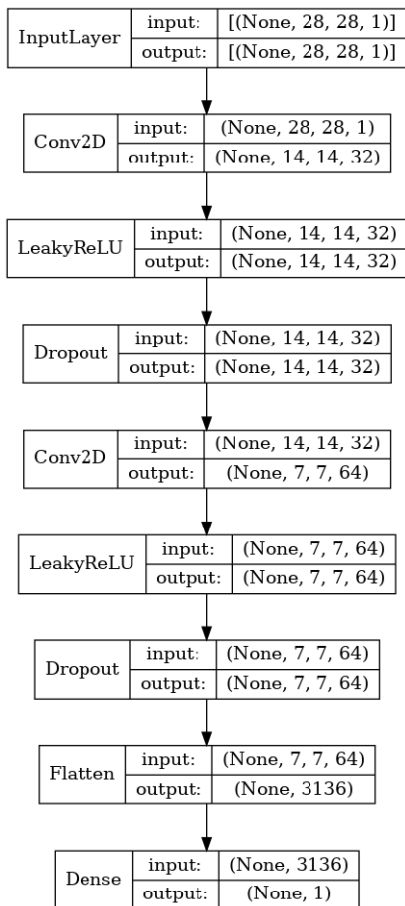 InputLayer
input: [(None, 28, 28, 1)]
output: [(None, 28, 28, 1)]
Conv2D
input: (None, 28, 28, 1)
output: (None, 14, 14, 32)
LeakyReLU
input: (None, 14, 14, 32)
output: (None, 14, 14, 32)
Dropout
input: (None, 14, 14, 32)
output: (None, 14, 14, 32)
Conv2D
input: (None, 14, 14, 32)
output: (None, 7, 7, 64)
LeakyReLU
input: (None, 7, 7, 64)
output: (None, 7, 7, 64)
Dropout
input: (None, 7, 7, 64)
output: (None, 7, 7, 64)
Flatten
input: (None, 7, 7, 64)
output: (None, 3136)
Dense
input: (None, 3136)
output: (None, 1)